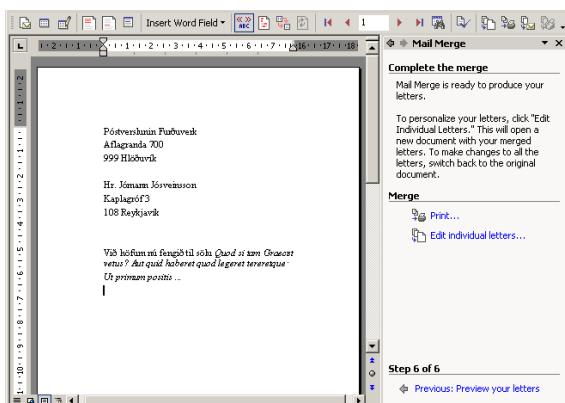 Insert Word Field
1
Mail Merge
Complete the merge
Mail Merge is ready to produce your
letters.
To personalize your letters, click "Edit
Individual Letters." This will open a
new document with your merged
letters. To make changes to all the
letters, switch back to the original
document.
Merge
Print...
Edit individual letters...
Step 6 of 6
Previous: Preview your letters
Póstverslunin Furðuverk
Aflagranda 700
999 Hlöðuvík
Hr. Jómann Jósveinsson
Kaplagróf 3
108 Reykjavík
Við höfum nú fengið til sölu Quod si tam Graecet
vetus? Aut quid haberet quod legeret tereretque
Ut primum positis ...